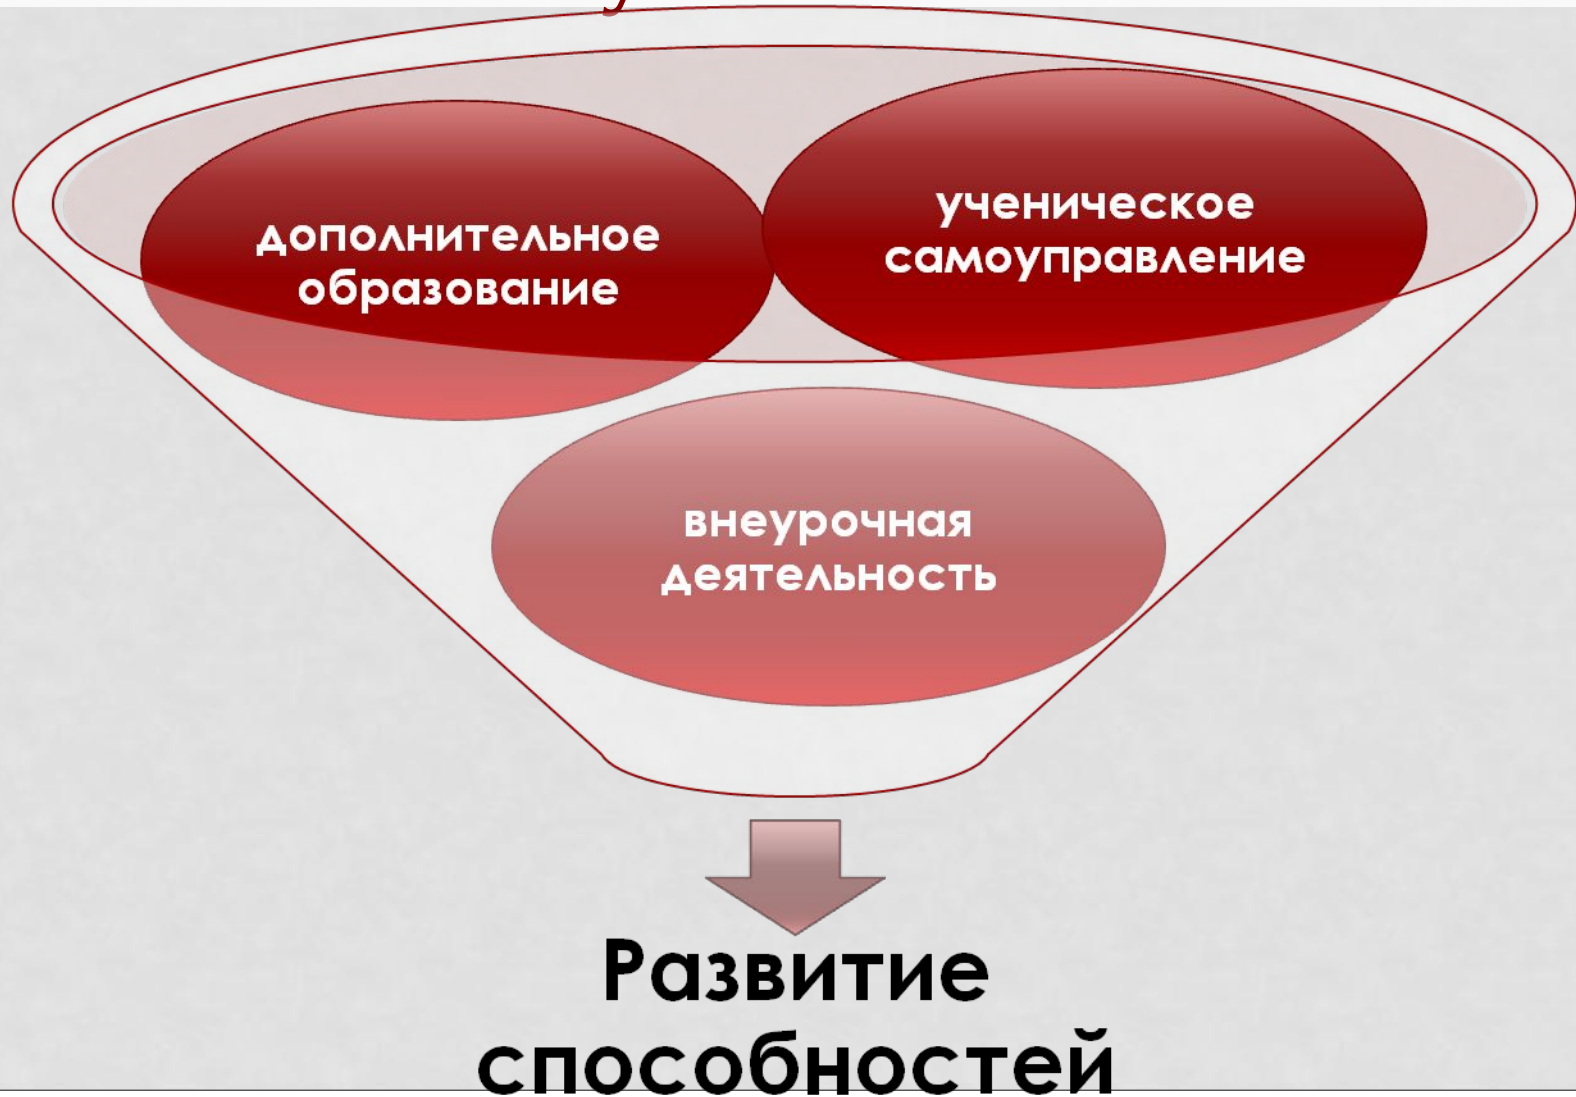 дополнительное
образование
ученическое
самоуправление
внеурочная
деятельность
Развитие
способностей